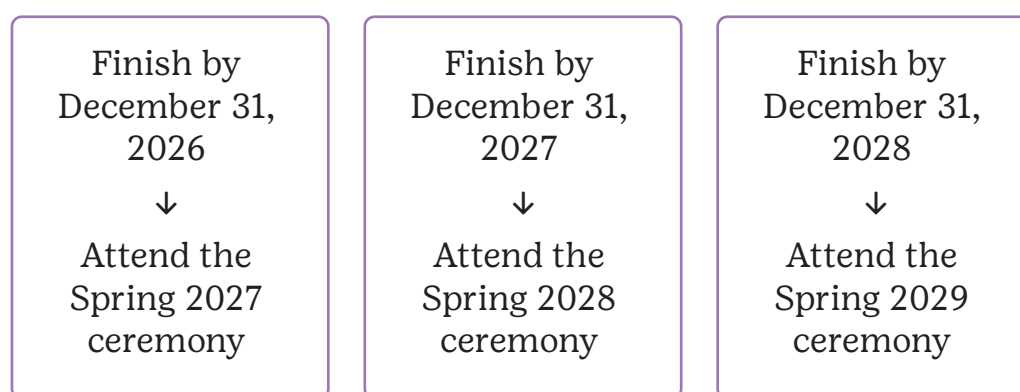 Finish by
December 31,
2026
↓
Attend the
Spring 2027
ceremony
Finish by
December 31,
2027
↓
Attend the
Spring 2028
ceremony
Finish by
December 31,
2028
↓
Attend the
Spring 2029
ceremony